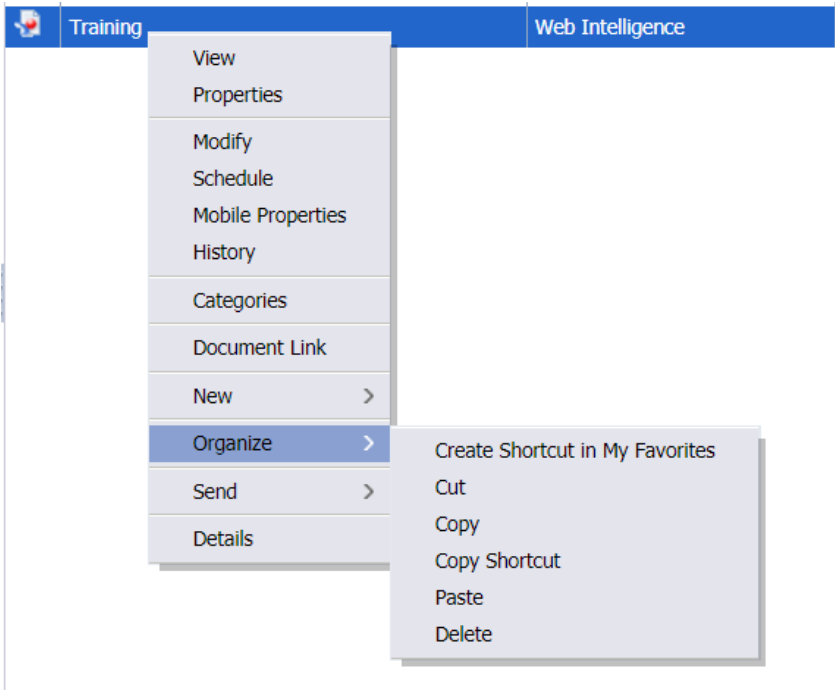 Training Web Intelligence
View
Properties
Modify
Schedule
Mobile Properties
History
Categories
Document Link
New
Organize
Send
Details
Create Shortcut in My Favorites
Cut
Copy
Copy Shortcut
Paste
Delete